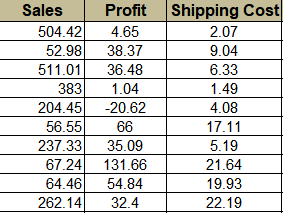 Sales Profit Shipping Cost
504.42 4.65 2.07
52.98 38.37 9.04
511.01 36.48 6.33
383 1.04 1.49
204.45 -20.62 4.08
56.55 66 17.11
237.33 35.09 5.19
67.24 131.66 21.64
64.46 54.84 19.93
262.14 32.4 22.19